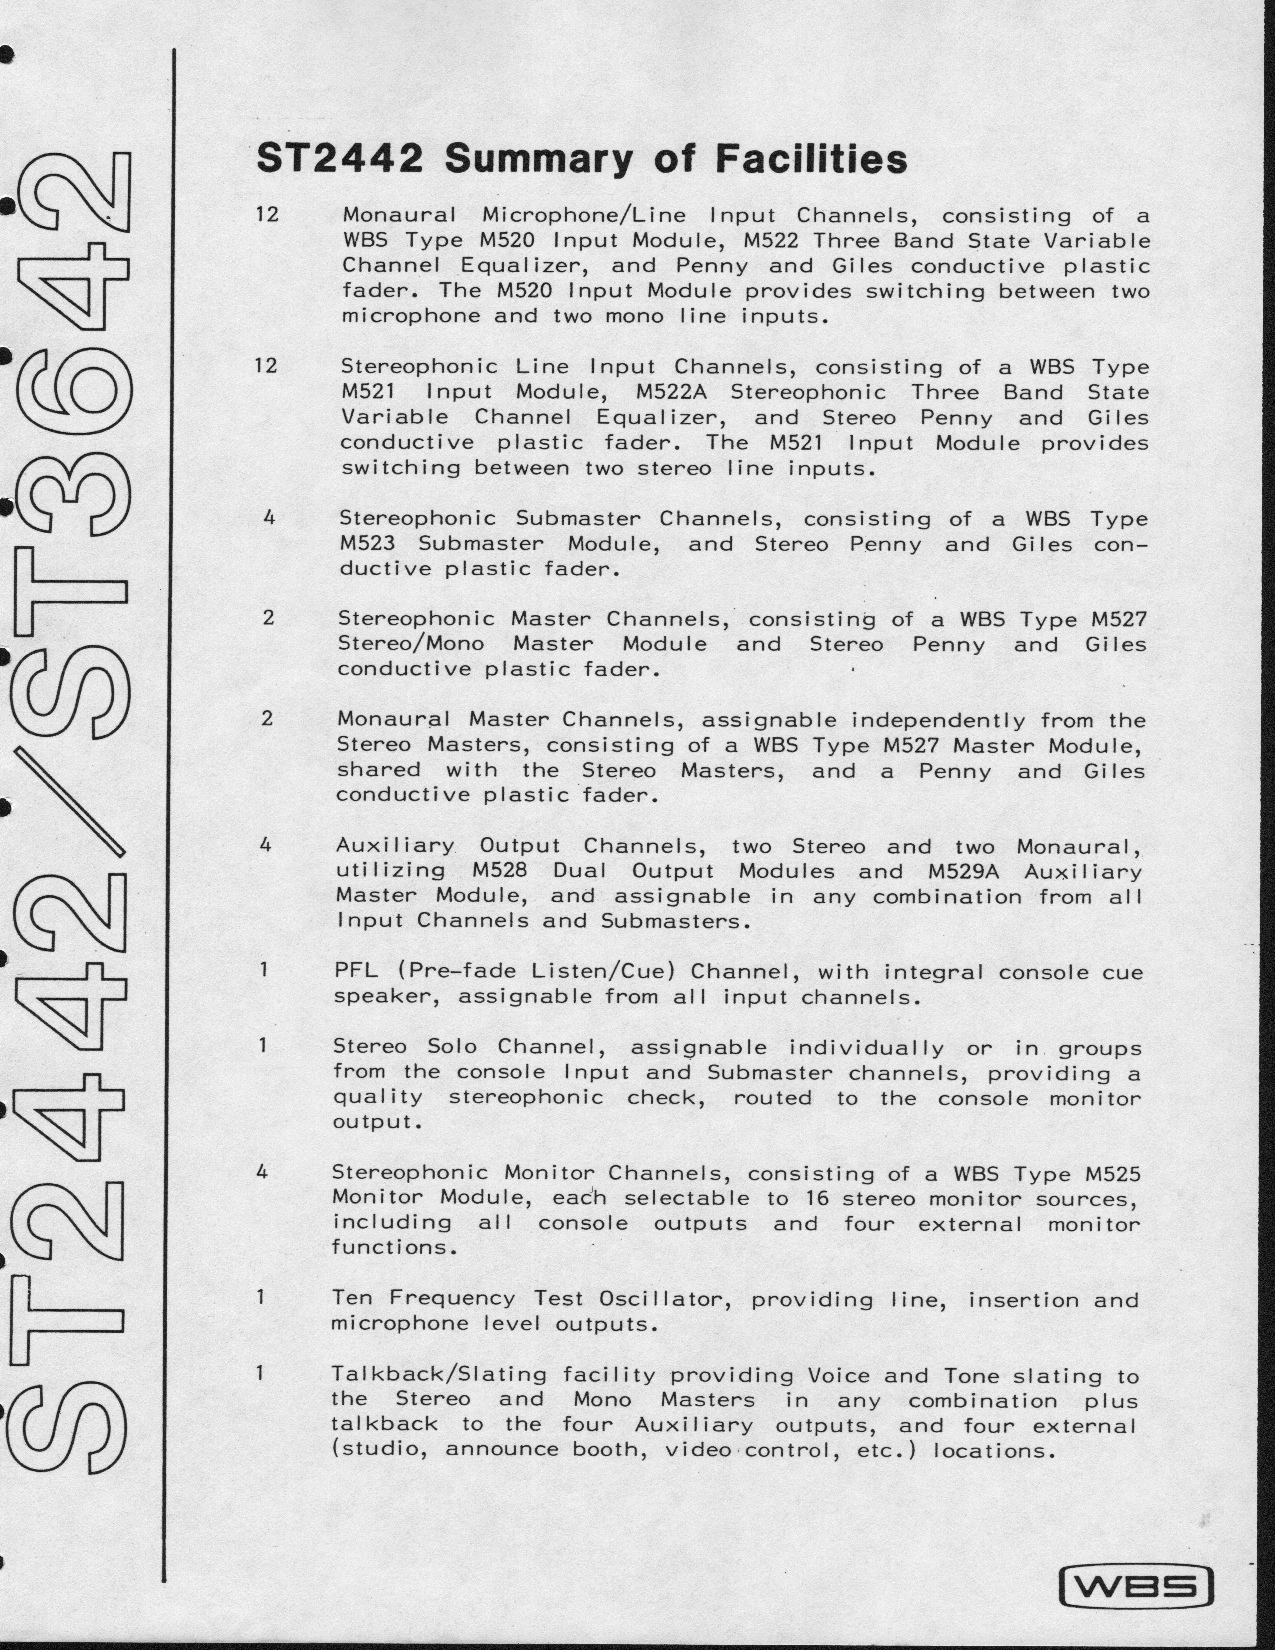 ST2442/ST3642
ST2442 Summary of Facilities
12 Monaural Microphone/Line Input Channels, consisting of a
WBS Type M520 Input Module, M522 Three Band State Variable
Channel Equalizer, and Penny and Giles conductive plastic
fader. The M520 Input Module provides switching between two
microphone and two mono line inputs.
12 Stereophonic Line Input Channels, consisting of a WBS Type
M521 Input Module, M522A Stereophonic Three Band State
Variable Channel Equalizer, and Stereo Penny and Giles
conductive plastic fader. The M521 Input Module provides
switching between two stereo line inputs.
4 Stereophonic Submaster Channels, consisting of a WBS Type
M523 Submaster Module, and Stereo Penny and Giles con-
ductive plastic fader.
2 Stereophonic Master Channels, consisting of a WBS Type M527
Stereo/Mono Master Module and Stereo Penny and Giles
conductive plastic fader.
2 Monaural Master Channels, assignable independently from the
Stereo Masters, consisting of a WBS Type M527 Master Module,
shared with the Stereo Masters, and a Penny and Giles
conductive plastic fader.
4 Auxiliary Output Channels, two Stereo and two Monaural,
utilizing M528 Dual Output Modules and M529A Auxiliary
Master Module, and assignable in any combination from all
Input Channels and Submasters.
1 PFL (Pre-fade Listen/Cue) Channel, with integral console cue
speaker, assignable from all input channels.
1 Stereo Solo Channel, assignable individually or in groups
from the console Input and Submaster channels, providing a
quality stereophonic check, routed to the console monitor
output.
4 Stereophonic Monitor Channels, consisting of a WBS Type M525
Monitor Module, each selectable to 16 stereo monitor sources,
including all console outputs and four external monitor
functions.
1 Ten Frequency Test Oscillator, providing line, insertion and
microphone level outputs.
1 Talkback/Slating facility providing Voice and Tone slating to
the Stereo and Mono Masters in any combination plus
talkback to the four Auxiliary outputs, and four external
(studio, announce booth, video control, etc.) locations.
WBS